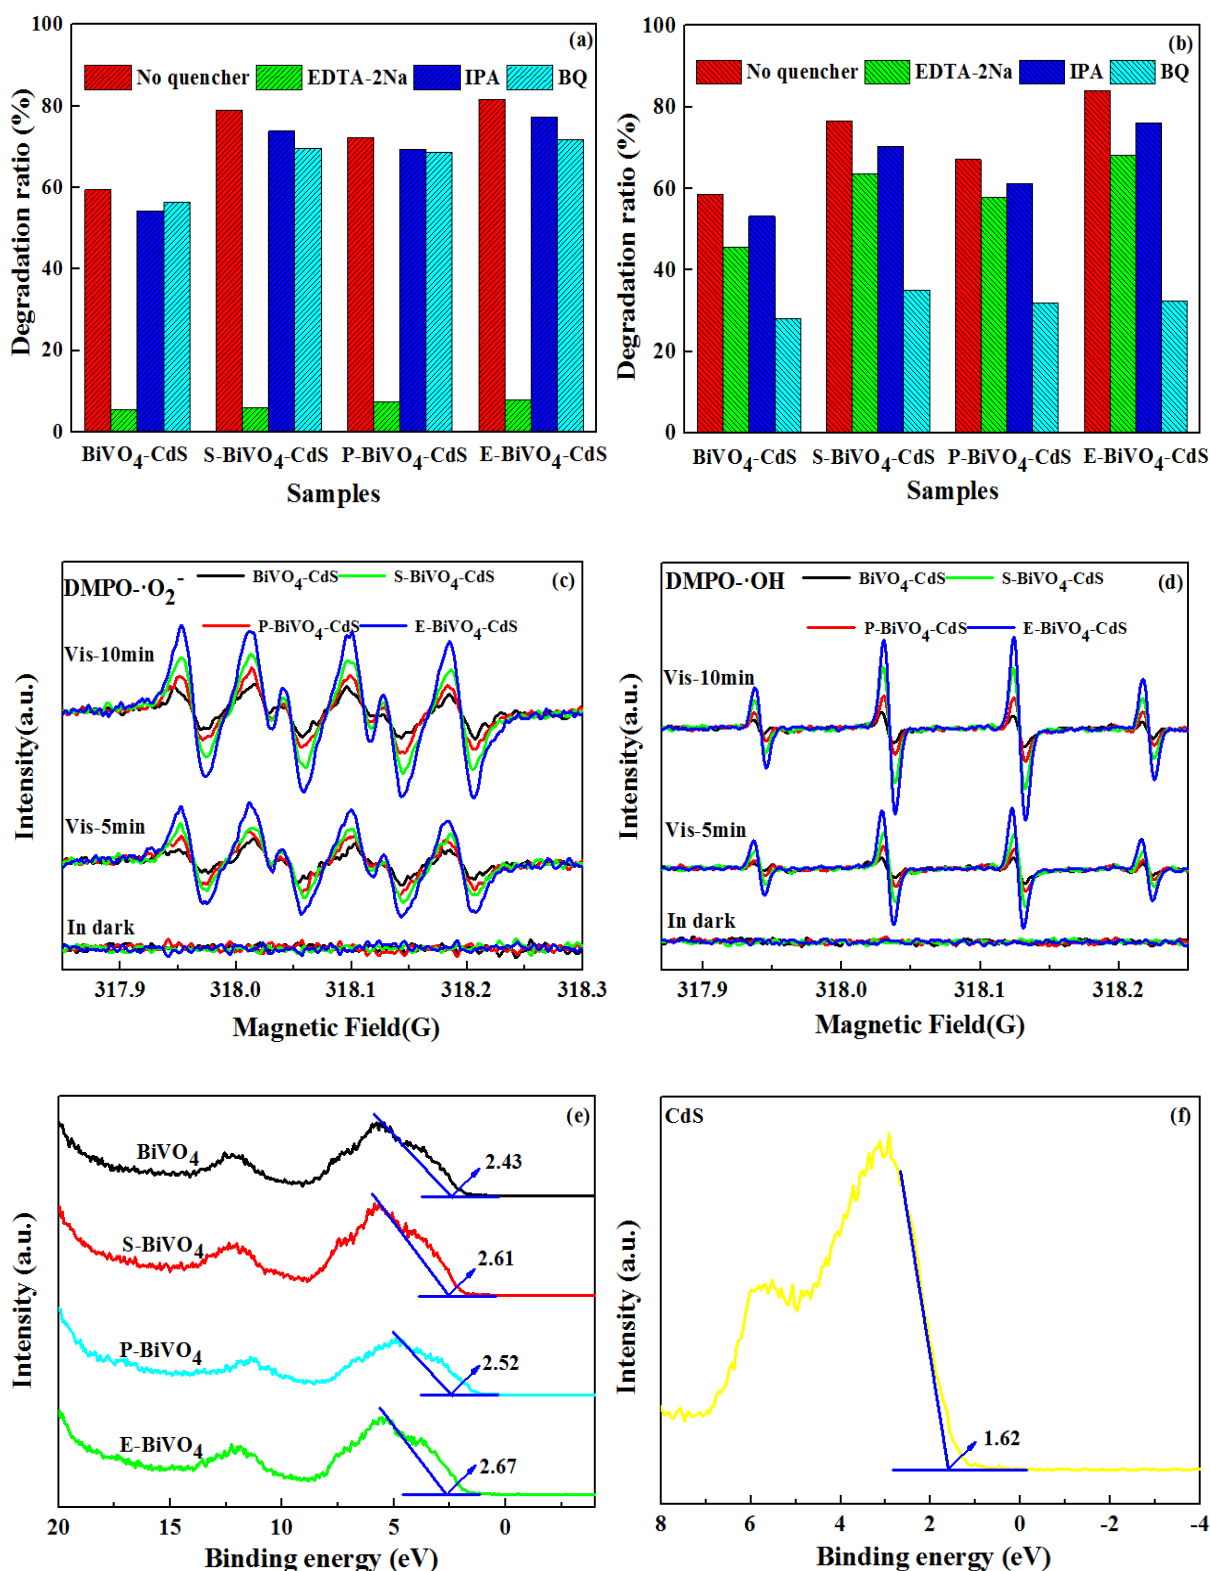 (a)
No quencher EDTA-2Na IPA BQ
Degradation ratio (%)
100
80
60
40
20
0
BiVO4-CdS S-BiVO4-CdS P-BiVO4-CdS E-BiVO4-CdS
Samples
(b)
No quencher EDTA-2Na IPA BQ
Degradation ratio (%)
100
80
60
40
20
0
BiVO4-CdS S-BiVO4-CdS P-BiVO4-CdS E-BiVO4-CdS
Samples
(c)
DMPO-·O2-
BiVO4-CdS S-BiVO4-CdS
P-BiVO4-CdS E-BiVO4-CdS
Vis-10min
Vis-5min
In dark
Intensity(a.u.)
317.9 318.0 318.1 318.2 318.3
Magnetic Field(G)
(d)
DMPO-·OH
BiVO4-CdS S-BiVO4-CdS
P-BiVO4-CdS E-BiVO4-CdS
Vis-10min
Vis-5min
In dark
Intensity(a.u.)
317.9 318.0 318.1 318.2
Magnetic Field(G)
(e)
BiVO4
2.43
S-BiVO4
2.61
P-BiVO4
2.52
E-BiVO4
2.67
Intensity (a.u.)
20 15 10 5 0
Binding energy (eV)
CdS
(f)
1.62
Intensity (a.u.)
8 6 4 2 0 -2 -4
Binding energy (eV)